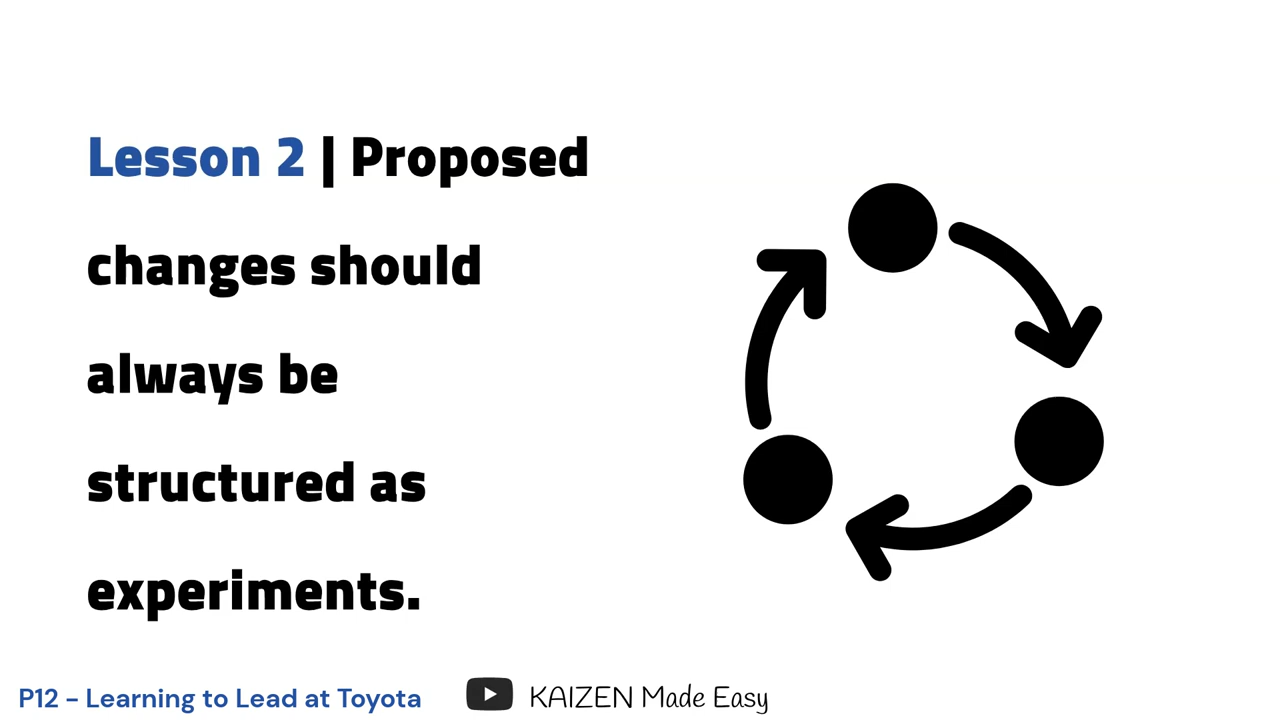 Lesson 2 | Proposed
changes should
always be
structured as
experiments.
P12 - Learning to Lead at Toyota
KAIZEN Made Easy